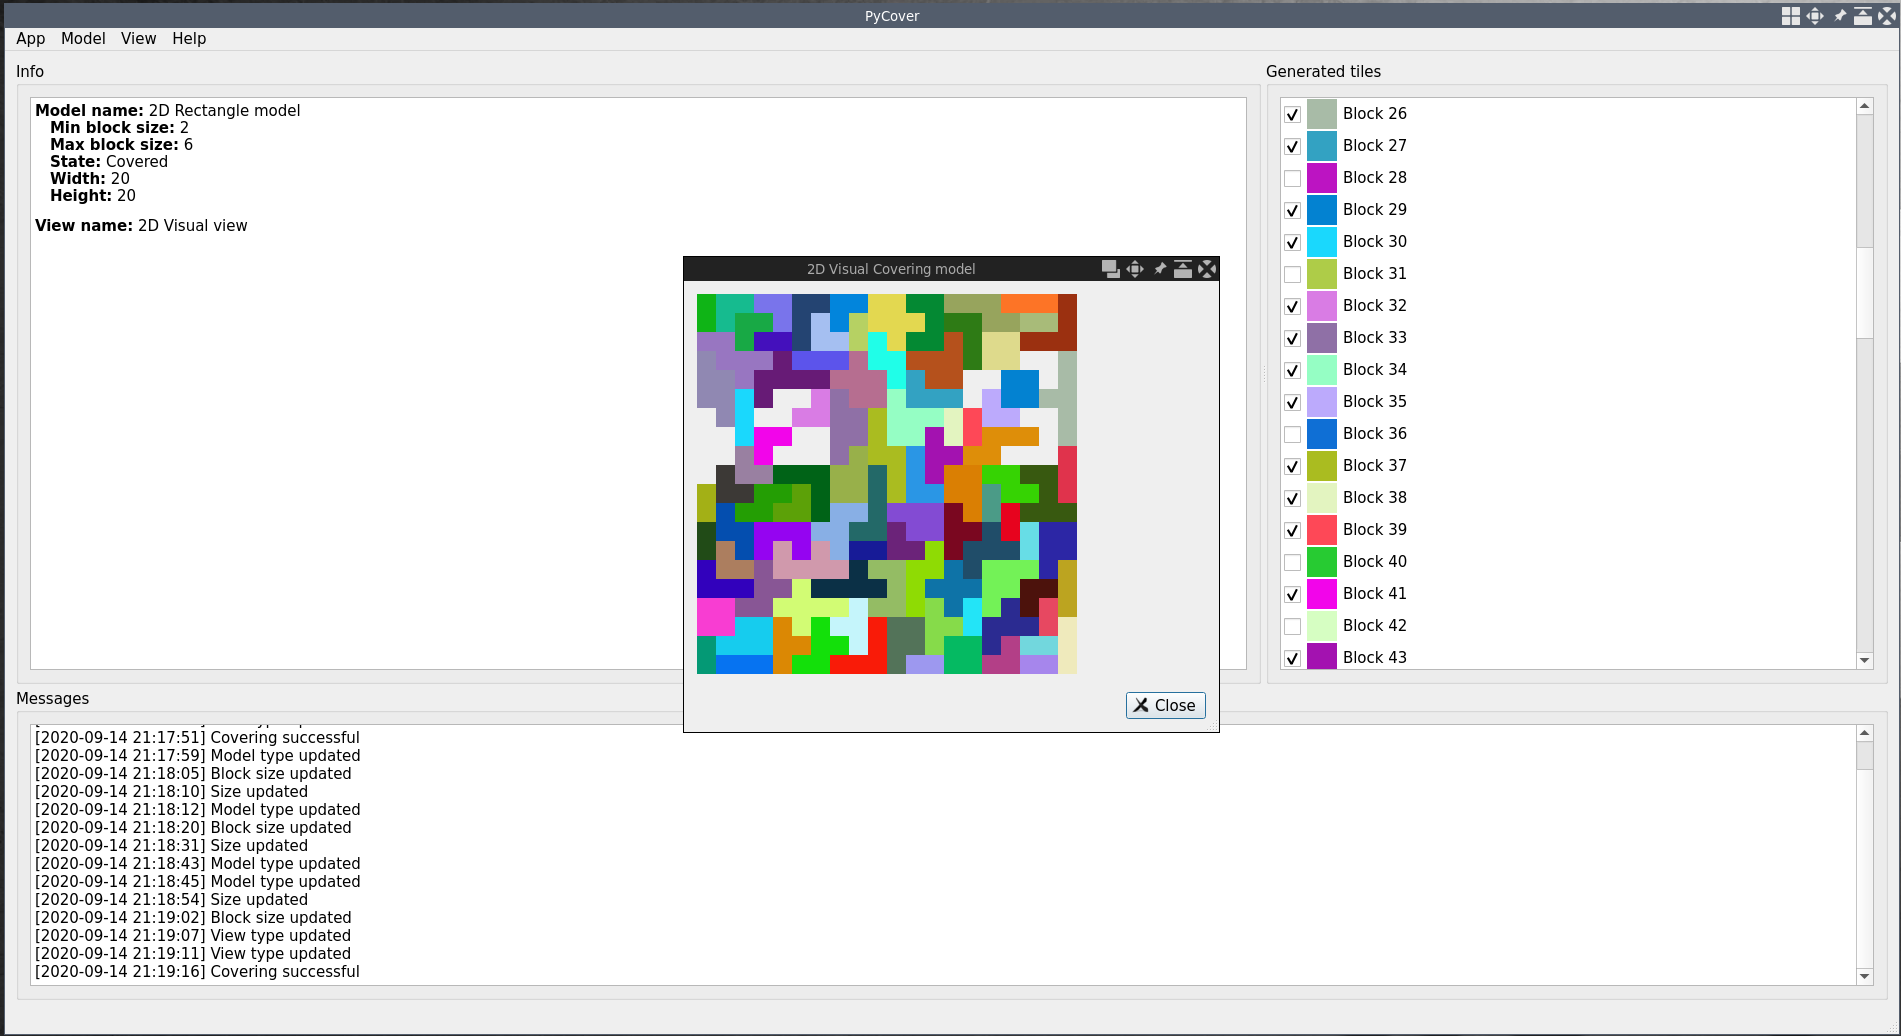 PyCover
App Model View Help
Info
Generated tiles
Model name: 2D Rectangle model
Min block size: 2
Max block size: 6
State: Covered
Width: 20
Height: 20
View name: 2D Visual view
Block 26
Block 27
Block 28
Block 29
Block 30
Block 31
Block 32
Block 33
Block 34
Block 35
Block 36
Block 37
Block 38
Block 39
Block 40
Block 41
Block 42
Block 43
2D Visual Covering model
Close
Messages
[2020-09-14 21:17:51] Covering successful
[2020-09-14 21:17:59] Model type updated
[2020-09-14 21:18:05] Block size updated
[2020-09-14 21:18:10] Size updated
[2020-09-14 21:18:12] Model type updated
[2020-09-14 21:18:20] Block size updated
[2020-09-14 21:18:31] Size updated
[2020-09-14 21:18:43] Model type updated
[2020-09-14 21:18:45] Model type updated
[2020-09-14 21:18:54] Size updated
[2020-09-14 21:19:02] Block size updated
[2020-09-14 21:19:07] View type updated
[2020-09-14 21:19:11] View type updated
[2020-09-14 21:19:16] Covering successful